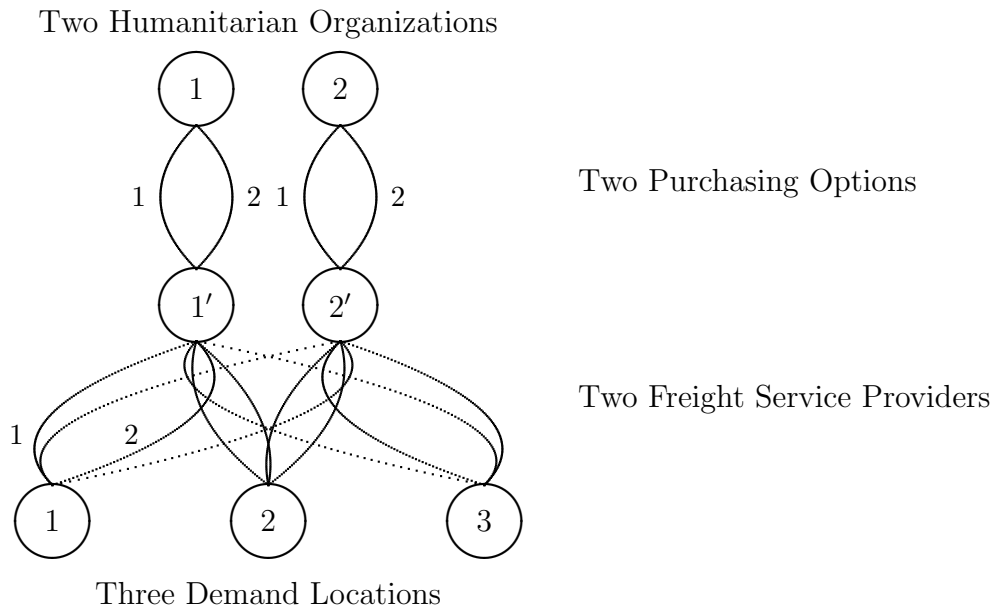 Two Humanitarian Organizations
1 2
1 2 1 2
Two Purchasing Options
1′ 2′
Two Freight Service Providers
1 2
1 2 3
Three Demand Locations